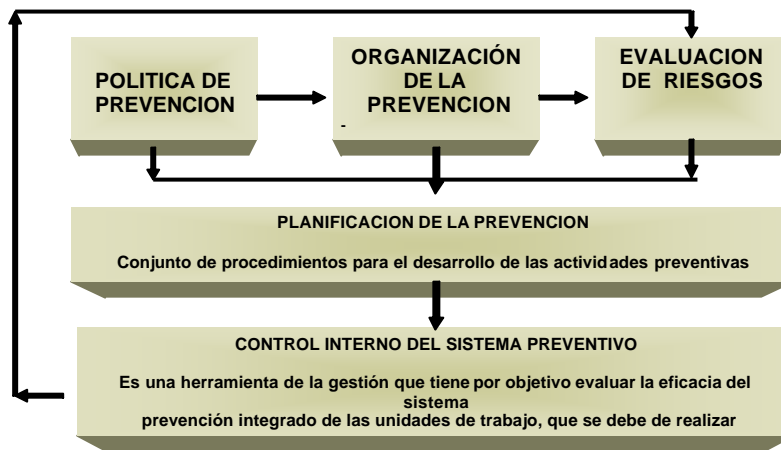 POLITICA DE
PREVENCION
ORGANIZACIÓN
DE LA
PREVENCION
-
EVALUACION
DE RIESGOS
PLANIFICACION DE LA PREVENCION
Conjunto de procedimientos para el desarrollo de las actividades preventivas
CONTROL INTERNO DEL SISTEMA PREVENTIVO
Es una herramienta de la gestión que tiene por objetivo evaluar la eficacia del
sistema
prevención integrado de las unidades de trabajo, que se debe de realizar